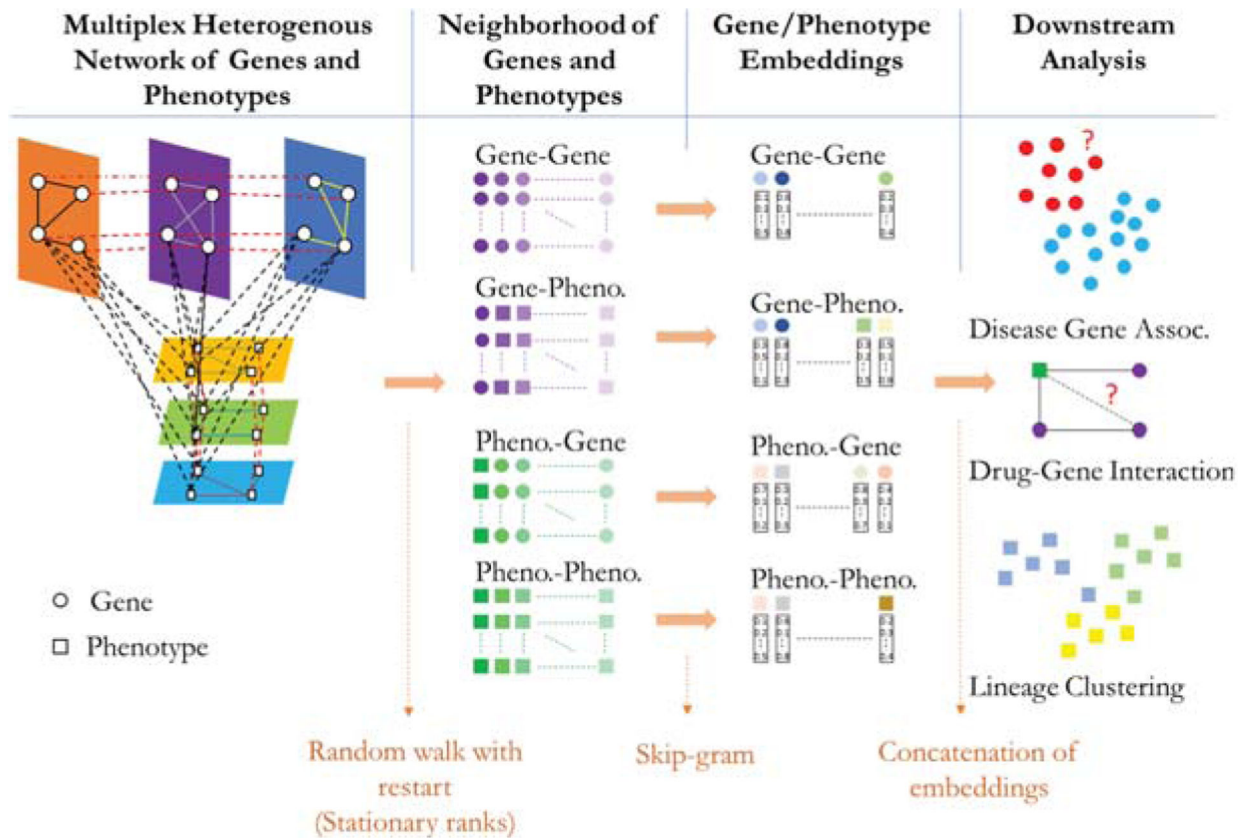 Multiplex Heterogenous
Network of Genes and
Phenotypes
Neighborhood of
Genes and
Phenotypes
Gene/Phenotype
Embeddings
Downstream
Analysis
Gene-Gene
Gene-Pheno.
Pheno.-Gene
Pheno.-Pheno.
Gene-Gene
Gene-Pheno.
Pheno.-Gene
Pheno.-Pheno.
?
Disease Gene Assoc.
?
Drug-Gene Interaction
Lineage Clustering
Gene
Phenotype
Random walk with
restart
(Stationary ranks)
Skip-gram
Concatenation of
embeddings